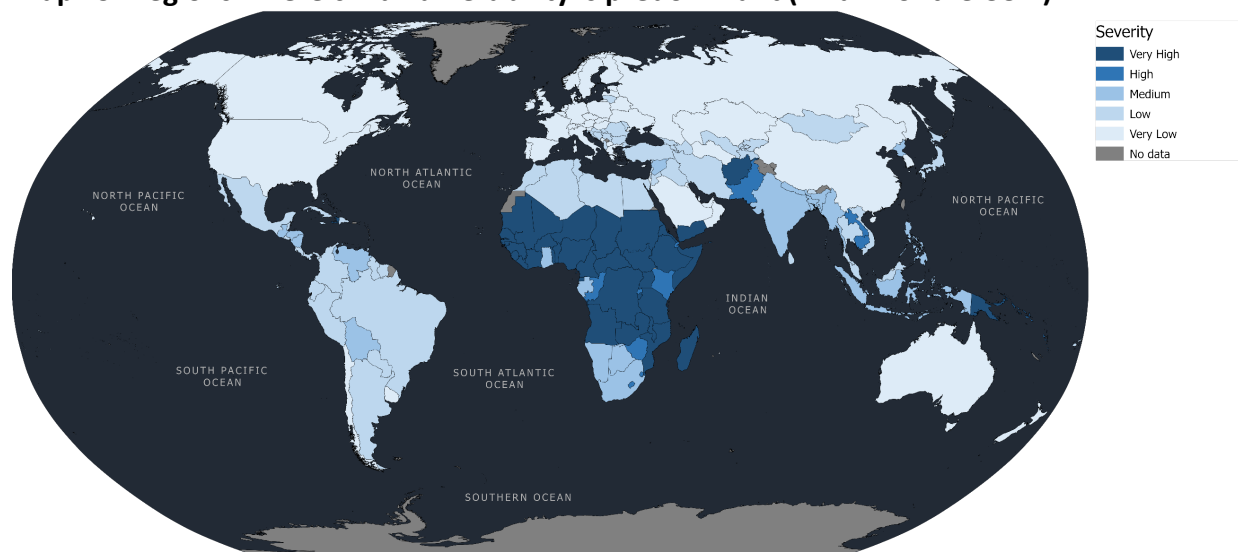 Severity
Very High
High
Medium
Low
Very Low
No data
NORTH PACIFIC
OCEAN
NORTH ATLANTIC
OCEAN
NORTH PACIFIC
OCEAN
INDIAN
OCEAN
SOUTH PACIFIC
OCEAN
SOUTH ATLANTIC
OCEAN
SOUTHERN OCEAN